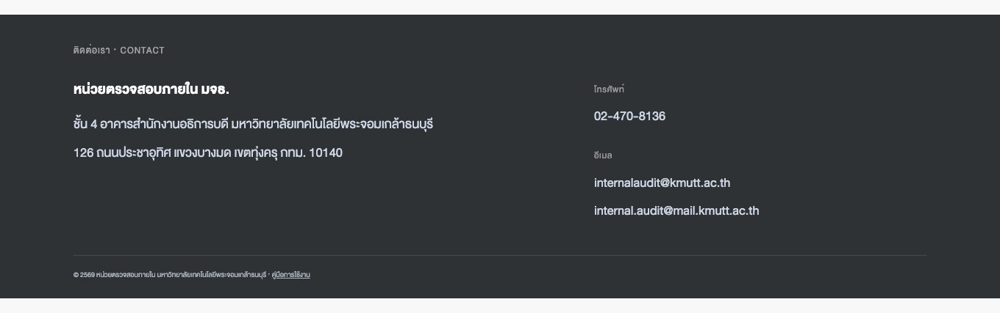 ติดต่อเรา · CONTACT
หน่วยตรวจสอบภายใน มจธ.
ชั้น 4 อาคารสำนักงานอธิการบดี มหาวิทยาลัยเทคโนโลยีพระจอมเกล้าธนบุรี
126 ถนนประชาอุทิศ แขวงบางมด เขตทุ่งครุ กทม. 10140
โทรศัพท์
02-470-8136
อีเมล
internalaudit@kmutt.ac.th
internal.audit@mail.kmutt.ac.th
© 2569 หน่วยตรวจสอบภายใน มหาวิทยาลัยเทคโนโลยีพระจอมเกล้าธนบุรี · คู่มือการใช้งาน